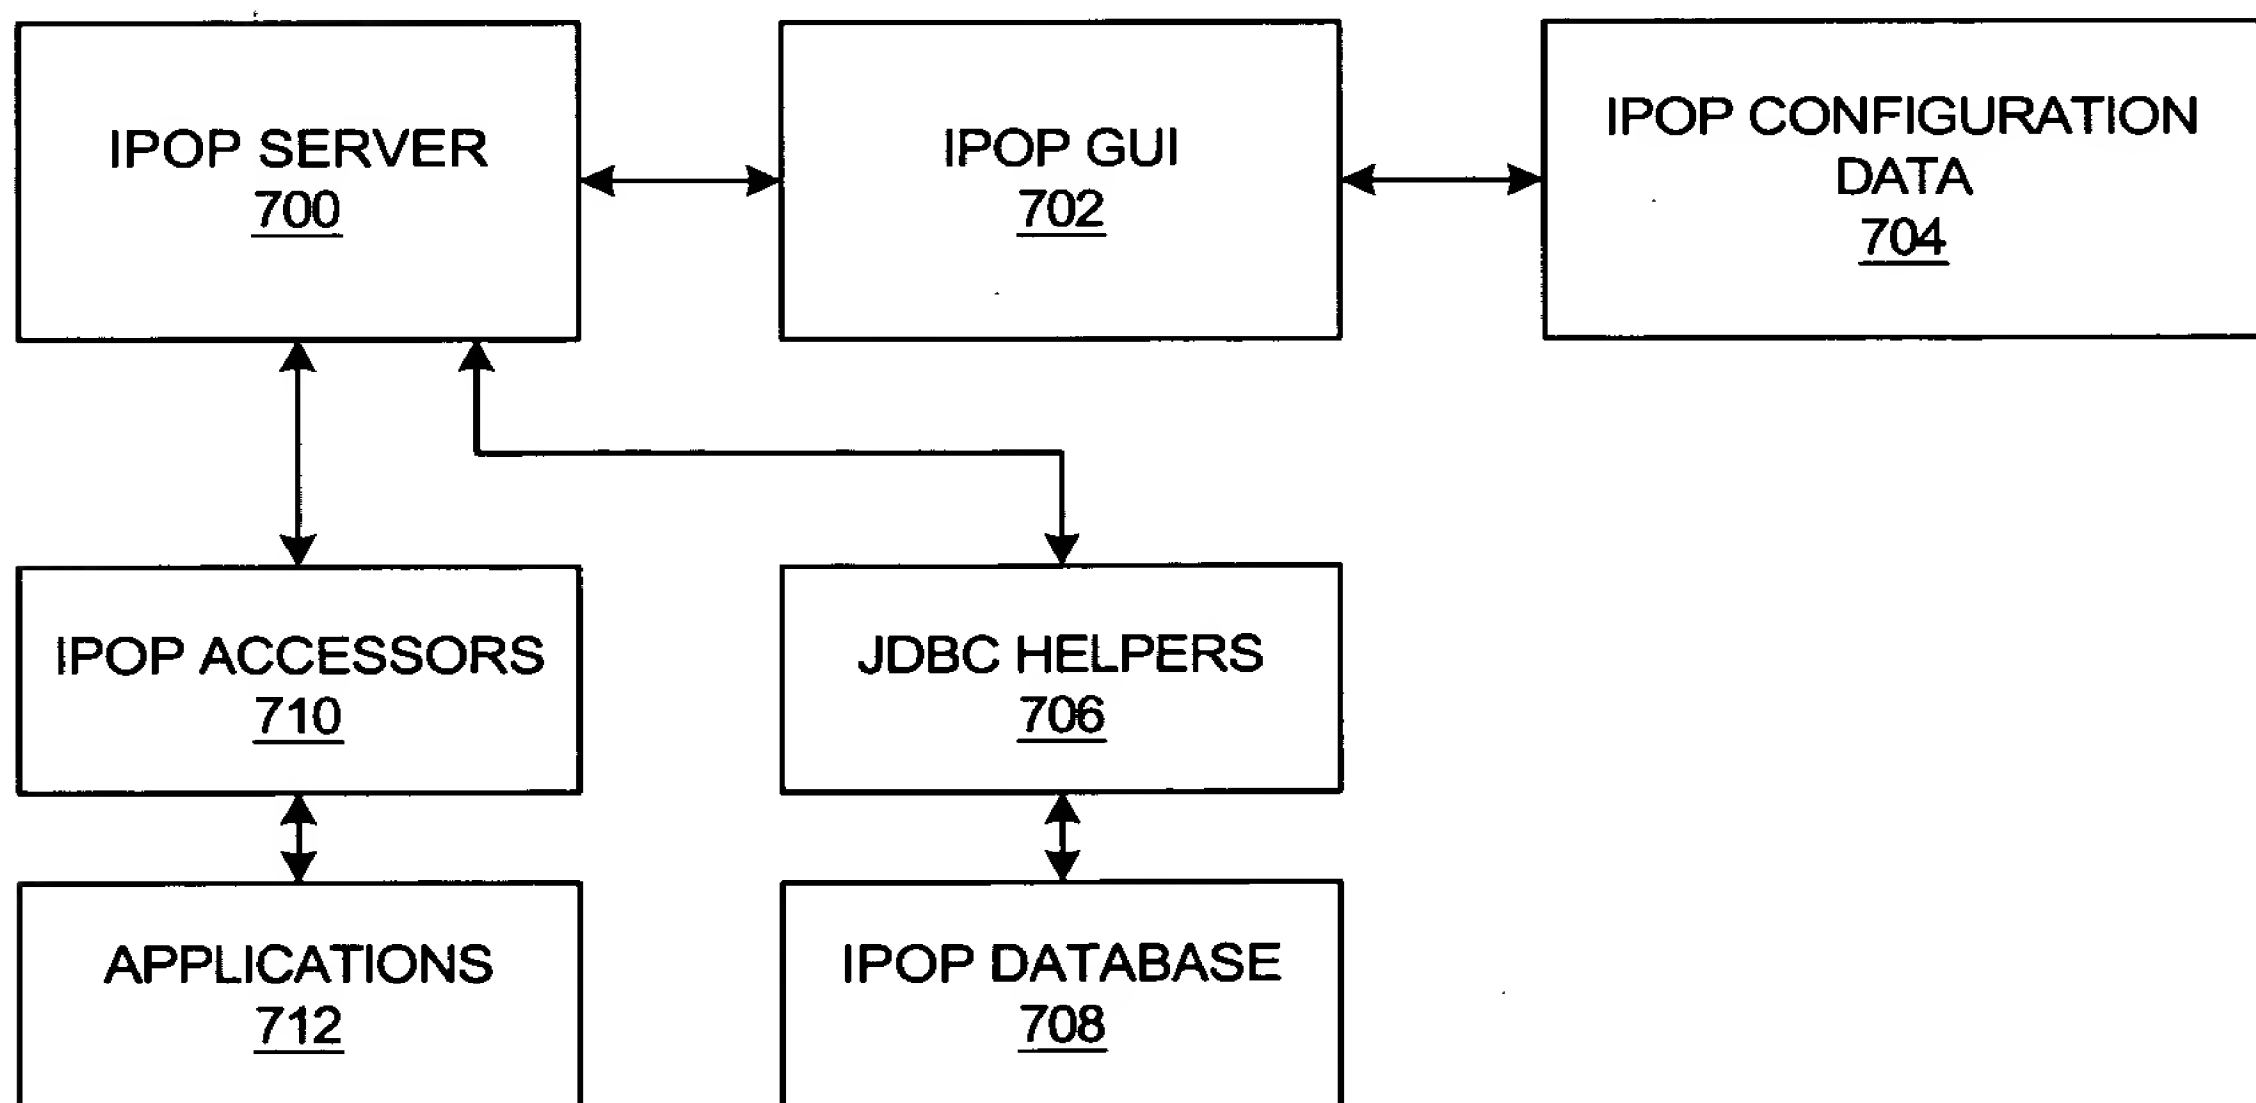 IPOP SERVER
700
IPOP GUI
702
IPOP CONFIGURATION
DATA
704
IPOP ACCESSORS
710
JDBC HELPERS
706
APPLICATIONS
712
IPOP DATABASE
708